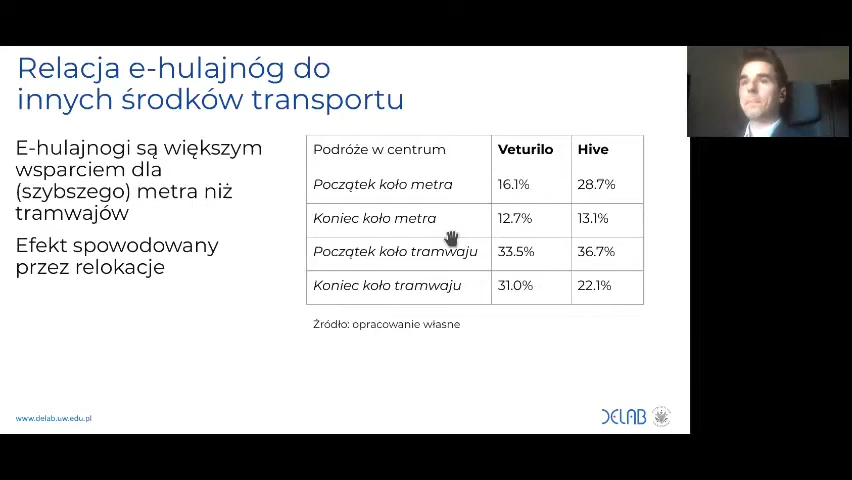 Relacja e-hulajnóg do
innych środków transportu
E-hulajnogi są większym
wsparciem dla
(szybszego) metra niż
tramwajów
Efekt spowodowany
przez relokacje
Podróże w centrum Veturilo Hive
Początek koło metra 16.1% 28.7%
Koniec koło metra 12.7% 13.1%
Początek koło tramwaju 33.5% 36.7%
Koniec koło tramwaju 31.0% 22.1%
Źródło: opracowanie własne
www.delab.uw.edu.pl
DELAB